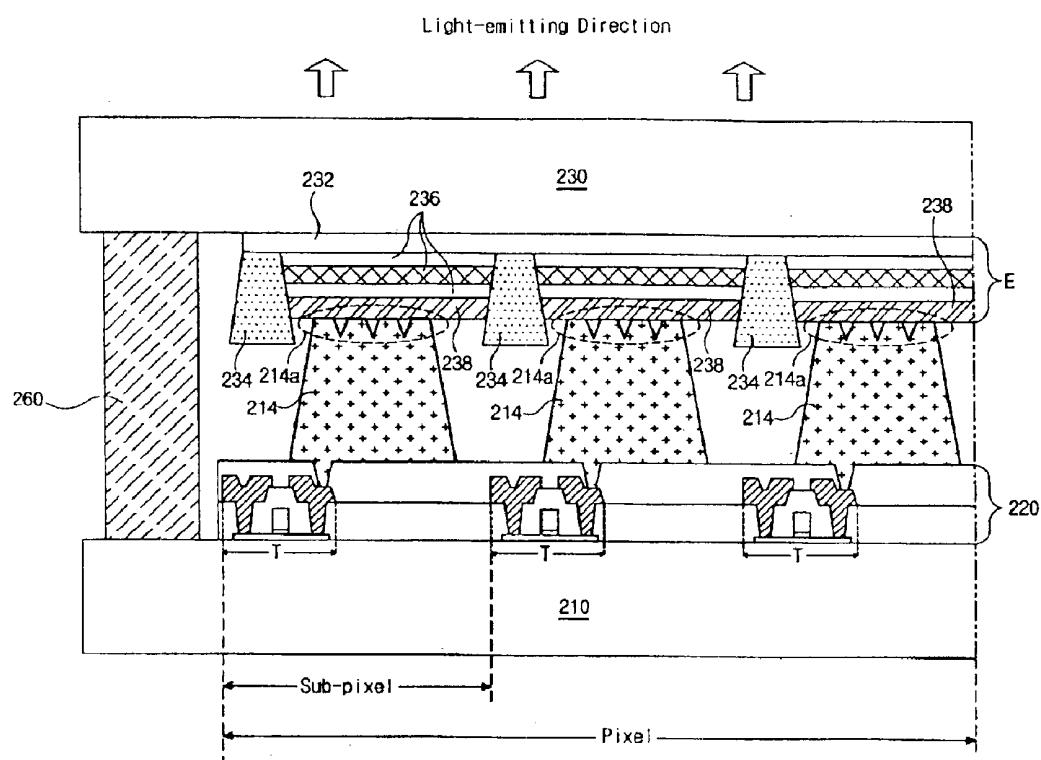 Light-emitting Direction
230
232
236
238
E
234
214a
238
234
214a
238
234
214a
214
214
214
260
220
T
T
T
210
Sub-pixel
Pixel